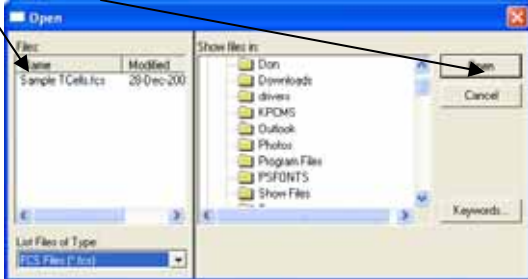 Open
Files:
Name Modified
Sample TCells.fcs 28-Dec-200
List Files of Type
FCS Files (*.fcs)
Show files in:
Don
Downloads
drivers
KPCMS
Outlook
Photos
Program Files
PSFONTS
Show Files
Open
Cancel
Keywords...